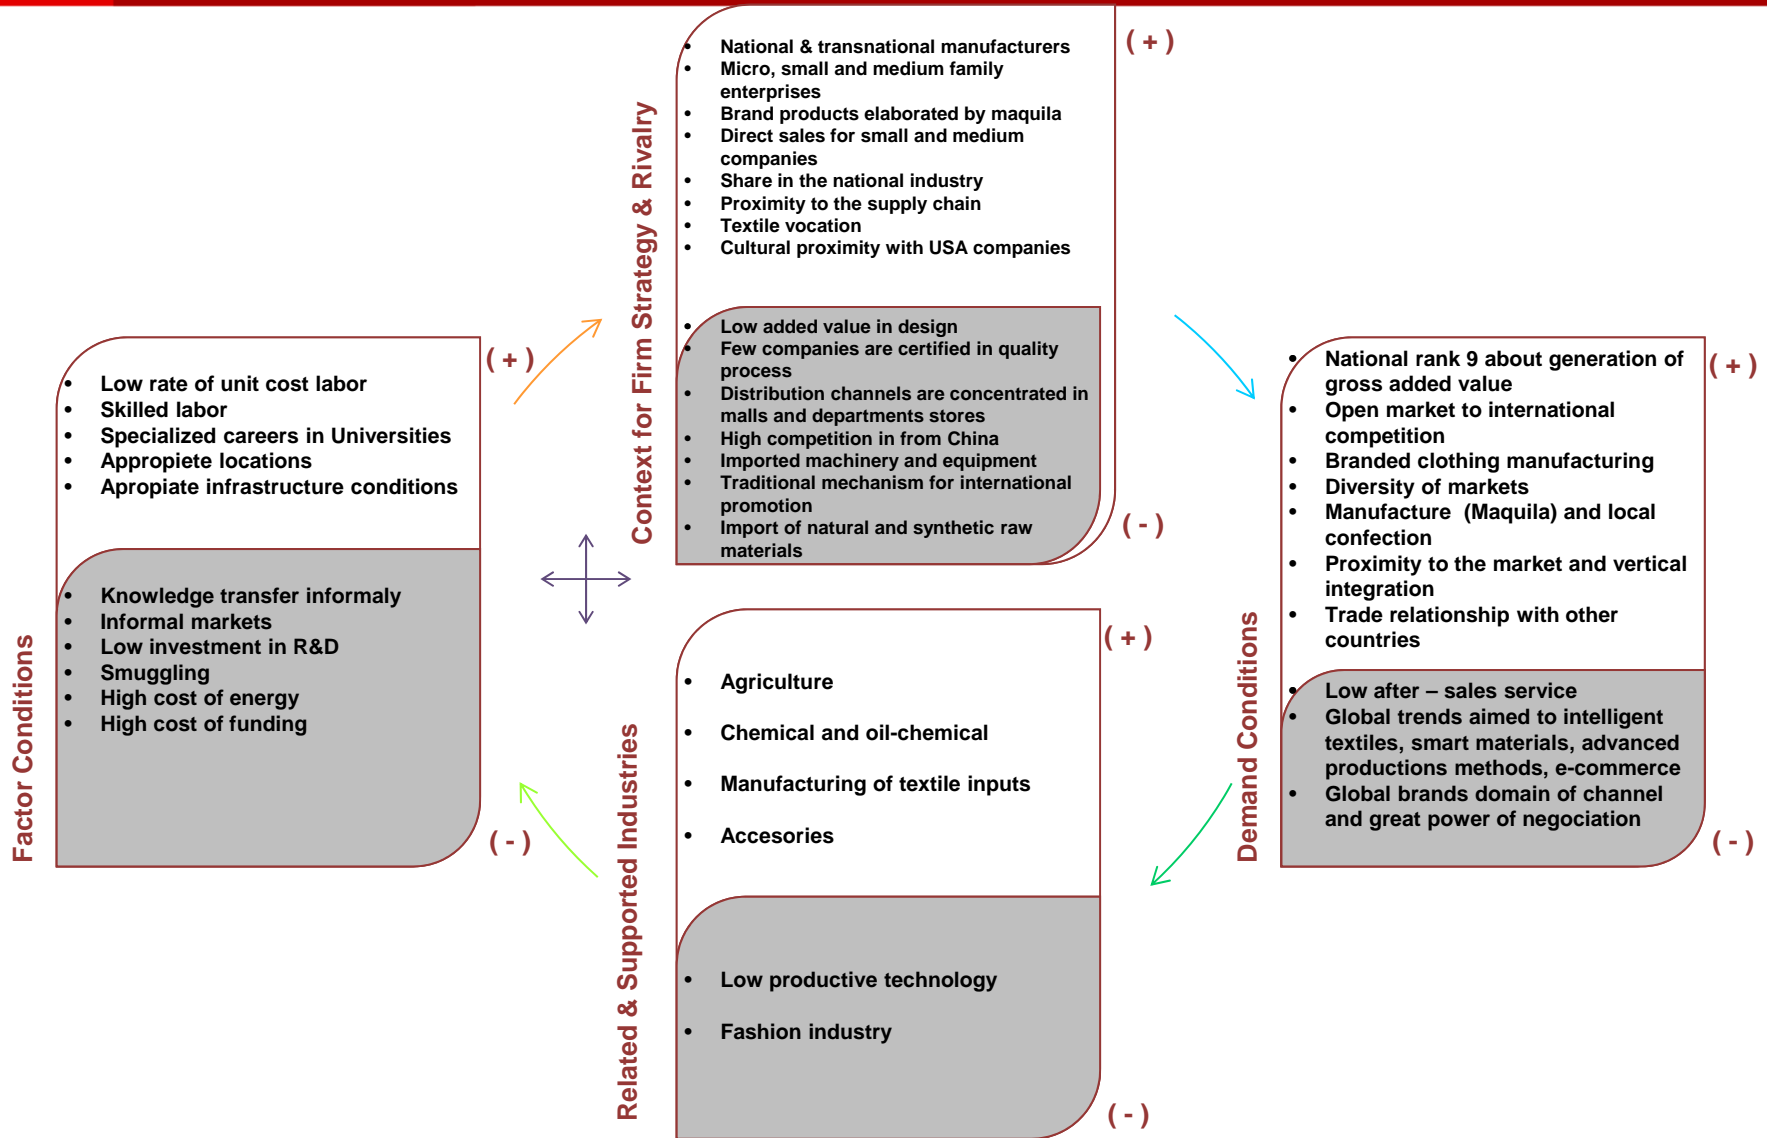 Context for Firm Strategy & Rivalry
( + )
• National & transnational manufacturers
• Micro, small and medium family
enterprises
• Brand products elaborated by maquila
• Direct sales for small and medium
companies
• Share in the national industry
• Proximity to the supply chain
• Textile vocation
• Cultural proximity with USA companies
• Low added value in design
• Few companies are certified in quality
process
• Distribution channels are concentrated in
malls and departments stores
• High competition in from China
• Imported machinery and equipment
• Traditional mechanism for international
promotion
• Import of natural and synthetic raw
materials
( - )
Factor Conditions
( + )
• Low rate of unit cost labor
• Skilled labor
• Specialized careers in Universities
• Appropiete locations
• Apropiate infrastructure conditions
• Knowledge transfer informaly
• Informal markets
• Low investment in R&D
• Smuggling
• High cost of energy
• High cost of funding
( - )
Demand Conditions
( + )
• National rank 9 about generation of
gross added value
• Open market to international
competition
• Branded clothing manufacturing
• Diversity of markets
• Manufacture (Maquila) and local
confection
• Proximity to the market and vertical
integration
• Trade relationship with other
countries
• Low after – sales service
• Global trends aimed to intelligent
textiles, smart materials, advanced
productions methods, e-commerce
• Global brands domain of channel
and great power of negociation
( - )
Related & Supported Industries
( + )
• Agriculture
• Chemical and oil-chemical
• Manufacturing of textile inputs
• Accesories
• Low productive technology
• Fashion industry
( - )